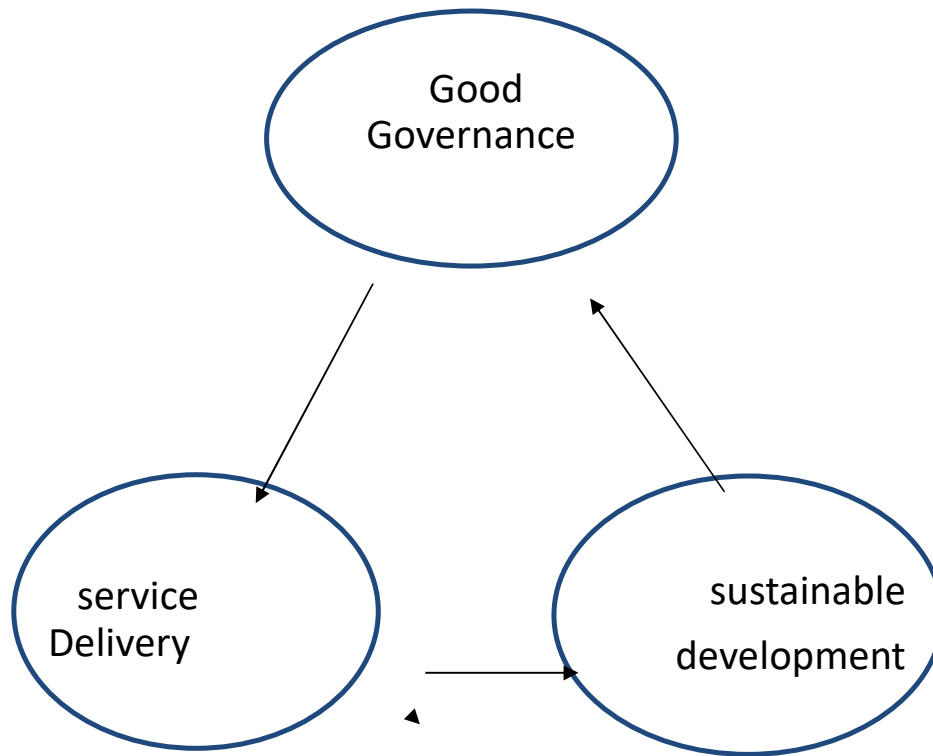 Good
Governance
service
Delivery
sustainable
development